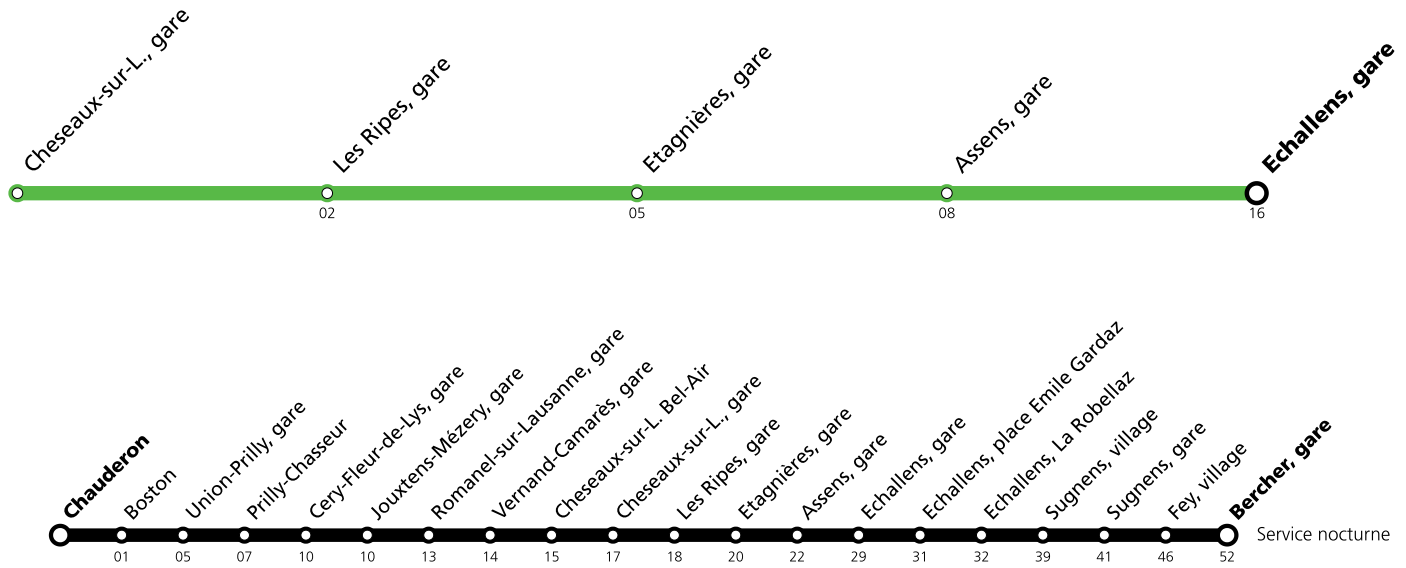 Cheseaux-sur-L., gare
Les Ripes, gare
Etagnières, gare
Assens, gare
Echallens, gare
02
05
08
16
Chauderon
Boston
Union-Prilly, gare
Prilly-Chasseur
Cery-Fleur-de-Lys, gare
Jouxtens-Mézery, gare
Romanel-sur-Lausanne, gare
Vernand-Camarès, gare
Cheseaux-sur-L. Bel-Air
Cheseaux-sur-L., gare
Les Ripes, gare
Etagnières, gare
Assens, gare
Echallens, gare
Echallens, place Emile Gardaz
Echallens, La Robellaz
Sugnens, village
Sugnens, gare
Fey, village
Bercher, gare
Service nocturne
01
05
07
10
10
13
14
15
17
18
20
22
29
31
32
39
41
46
52